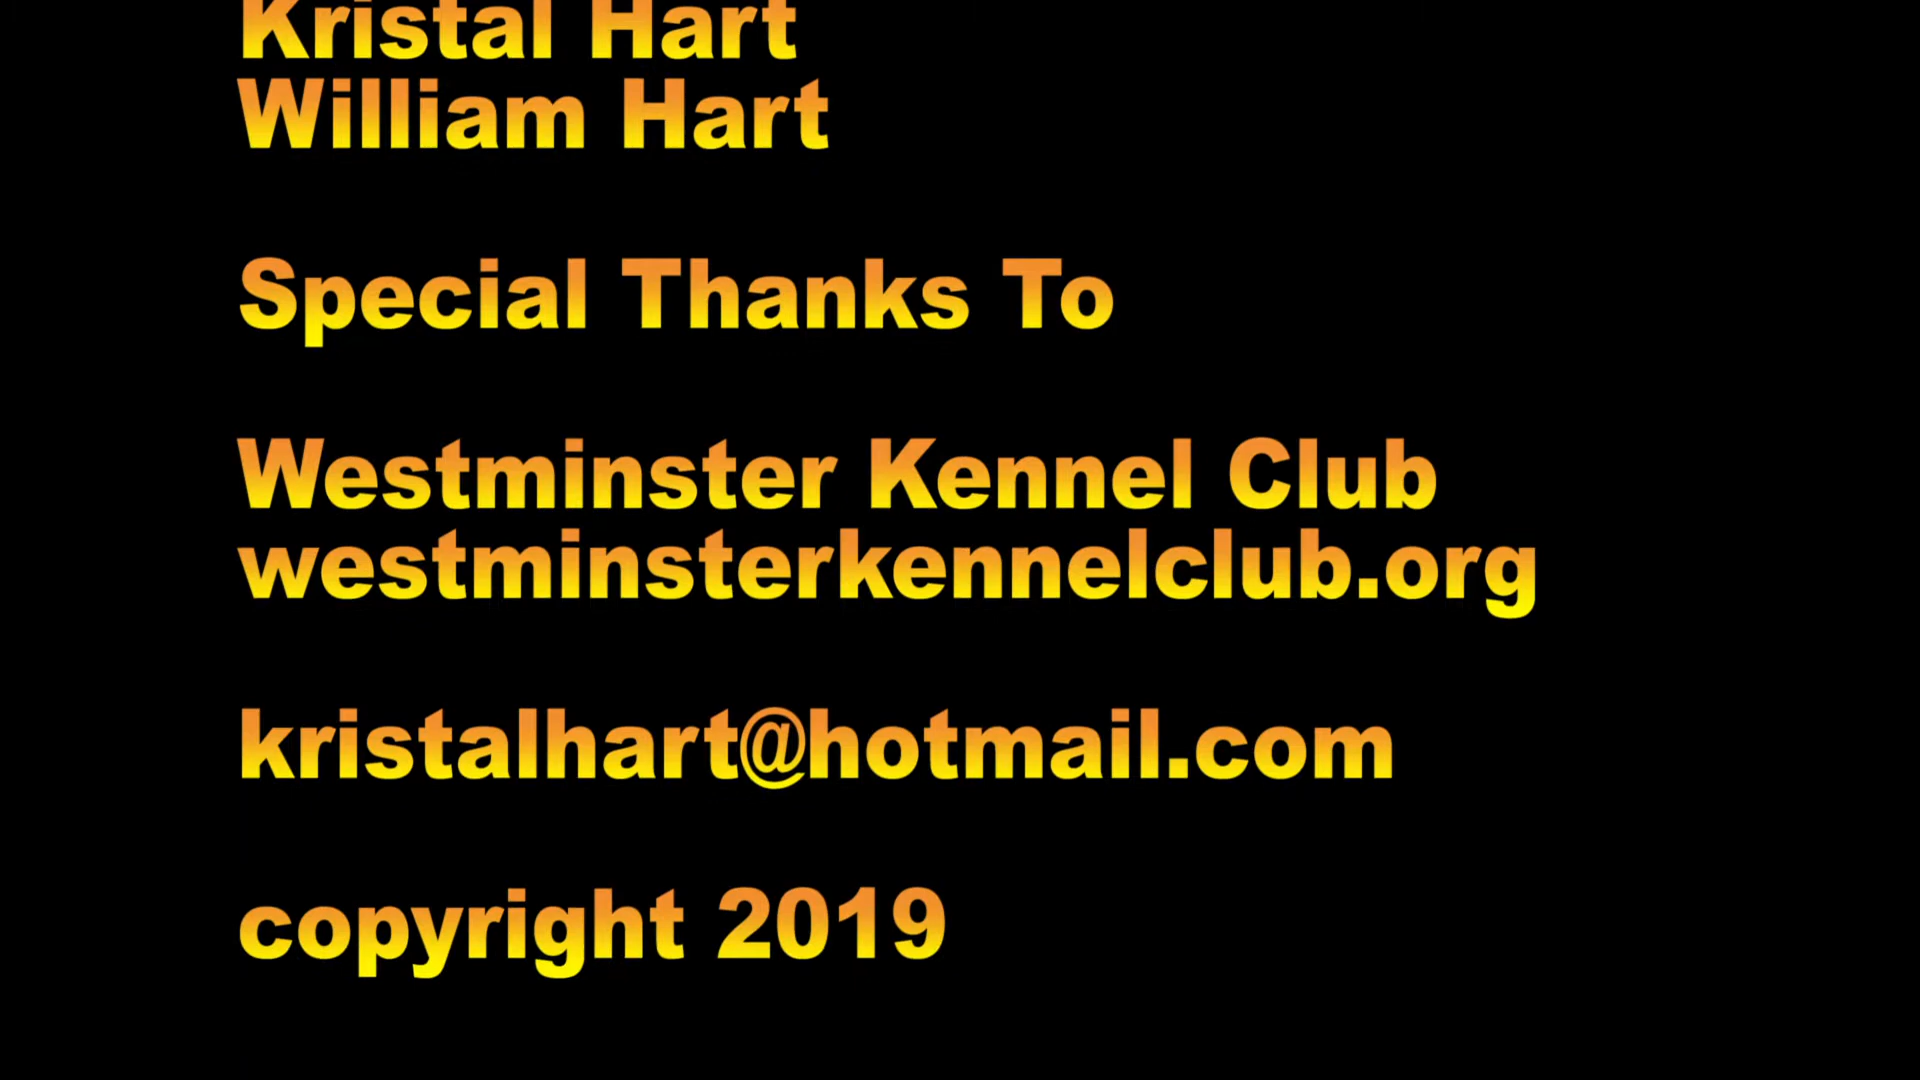 Kristal Hart
William Hart
Special Thanks To
Westminster Kennel Club
westminsterkennelclub.org
kristalhart@hotmail.com
copyright 2019